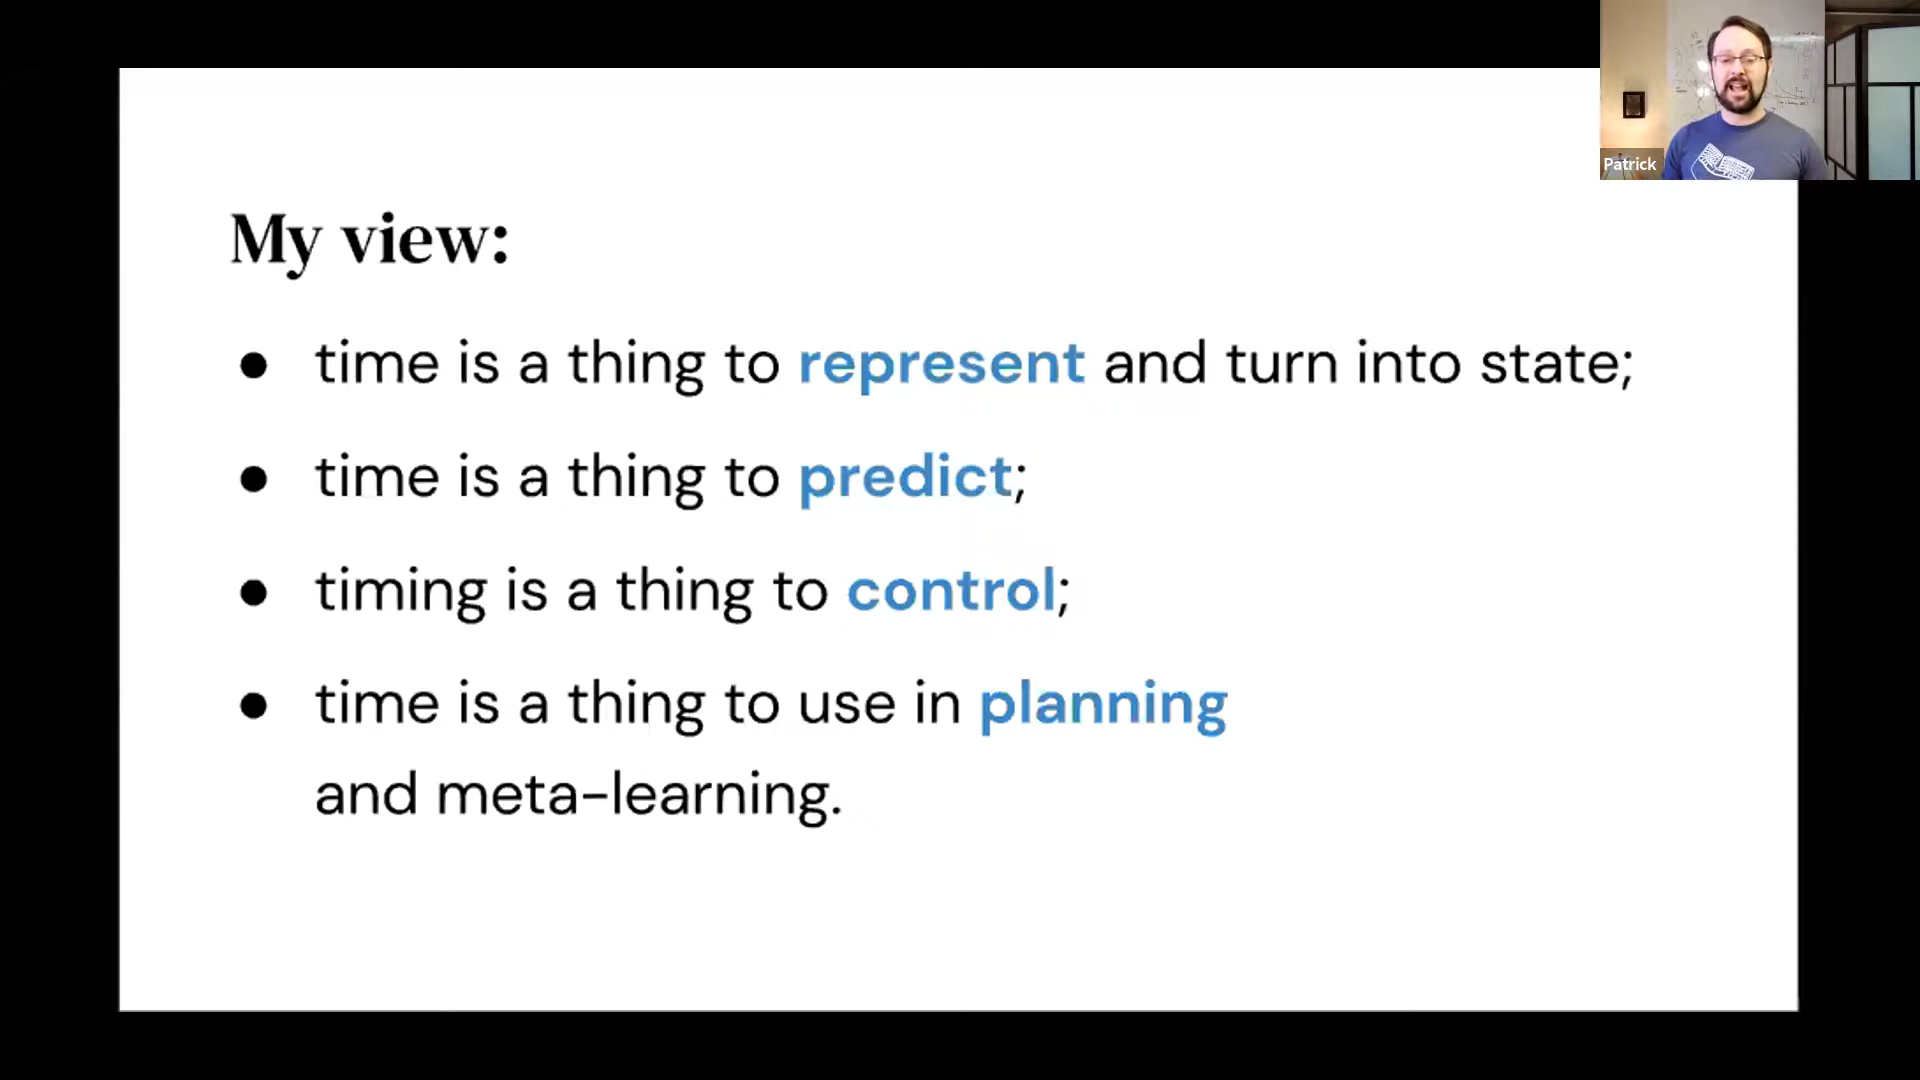 Patrick
My view:
● time is a thing to represent and turn into state;
● time is a thing to predict;
● timing is a thing to control;
● time is a thing to use in planning
and meta-learning.